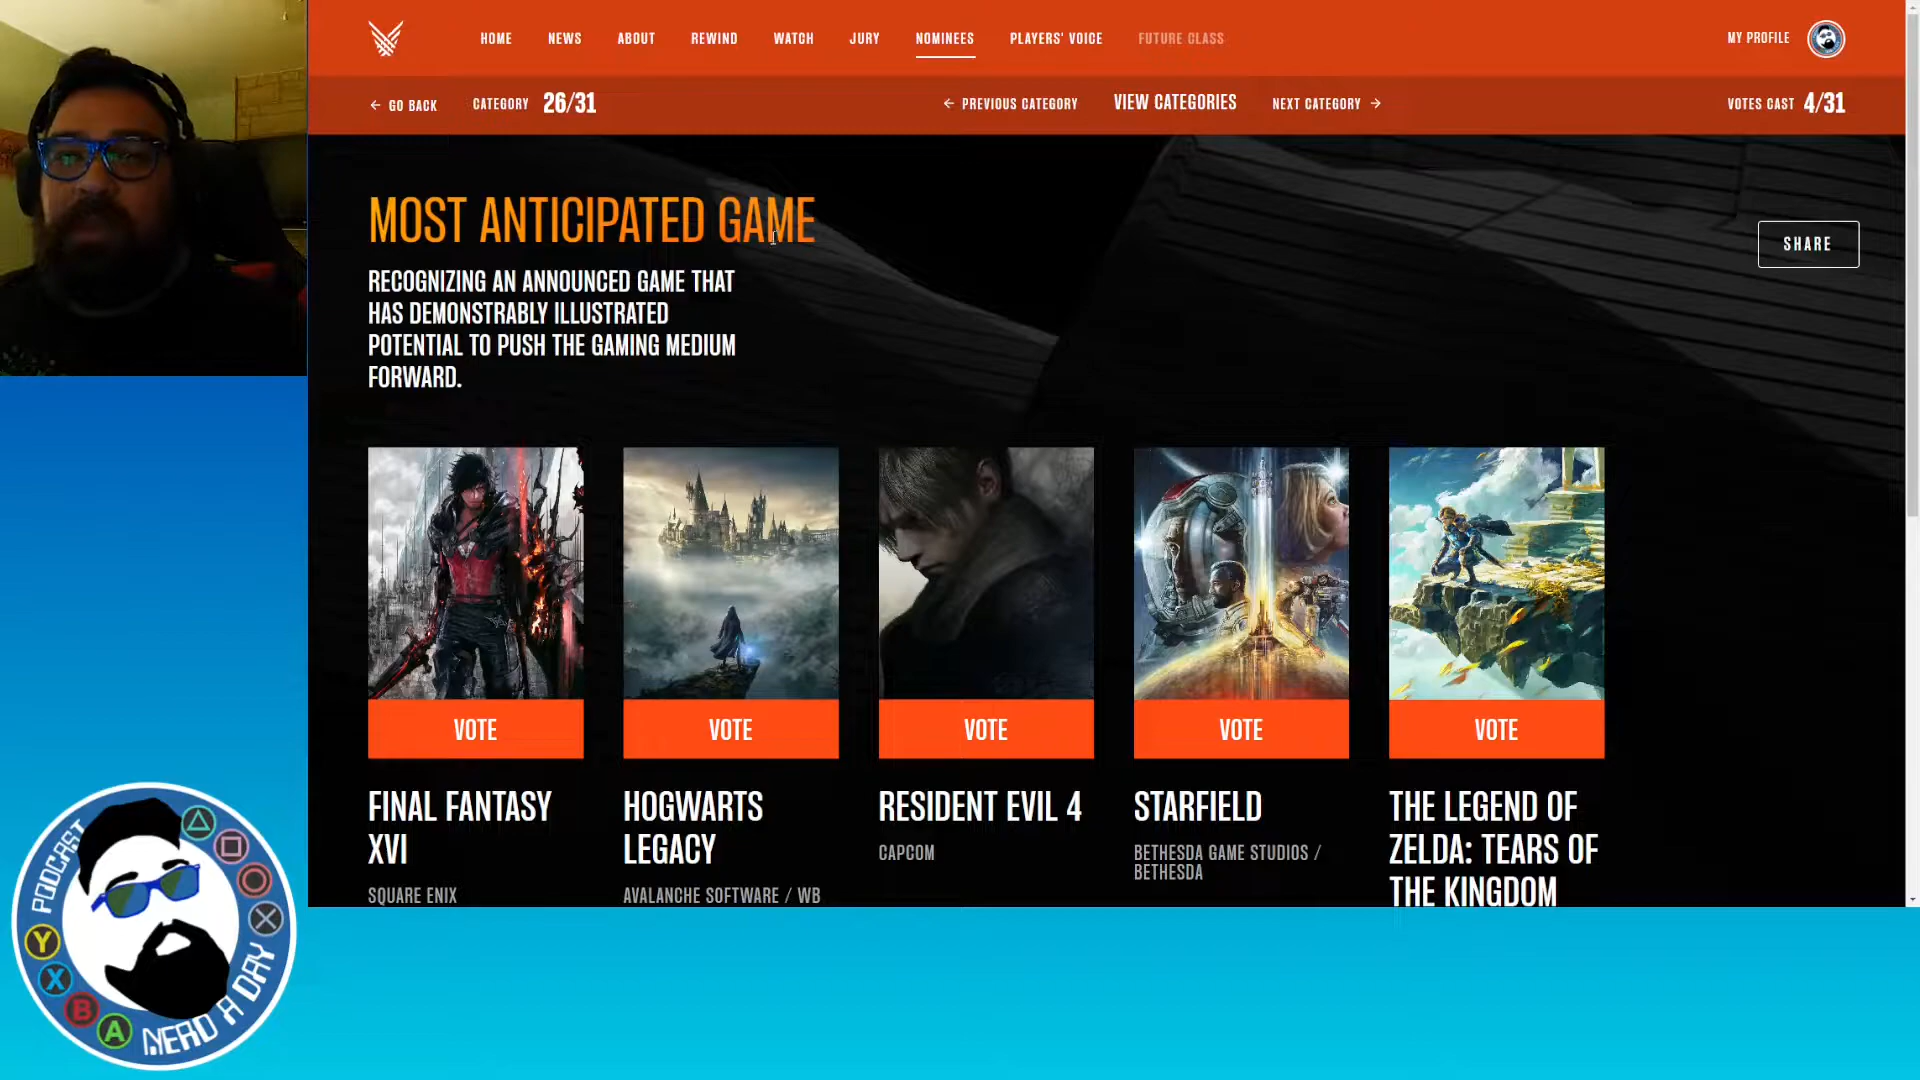 HOME NEWS ABOUT REWIND WATCH JURY NOMINEES PLAYERS' VOICE FUTURE CLASS MY PROFILE
← GO BACK CATEGORY 26/31 ← PREVIOUS CATEGORY VIEW CATEGORIES NEXT CATEGORY → VOTES CAST 4/31
MOST ANTICIPATED GAME
SHARE
RECOGNIZING AN ANNOUNCED GAME THAT
HAS DEMONSTRABLY ILLUSTRATED
POTENTIAL TO PUSH THE GAMING MEDIUM
FORWARD.
VOTE VOTE VOTE VOTE VOTE
FINAL FANTASY
XVI
SQUARE ENIX
HOGWARTS
LEGACY
AVALANCHE SOFTWARE / WB
RESIDENT EVIL 4
CAPCOM
STARFIELD
BETHESDA GAME STUDIOS /
BETHESDA
THE LEGEND OF
ZELDA: TEARS OF
THE KINGDOM
PODCAST
Y
X
B
A
NERD A DAY